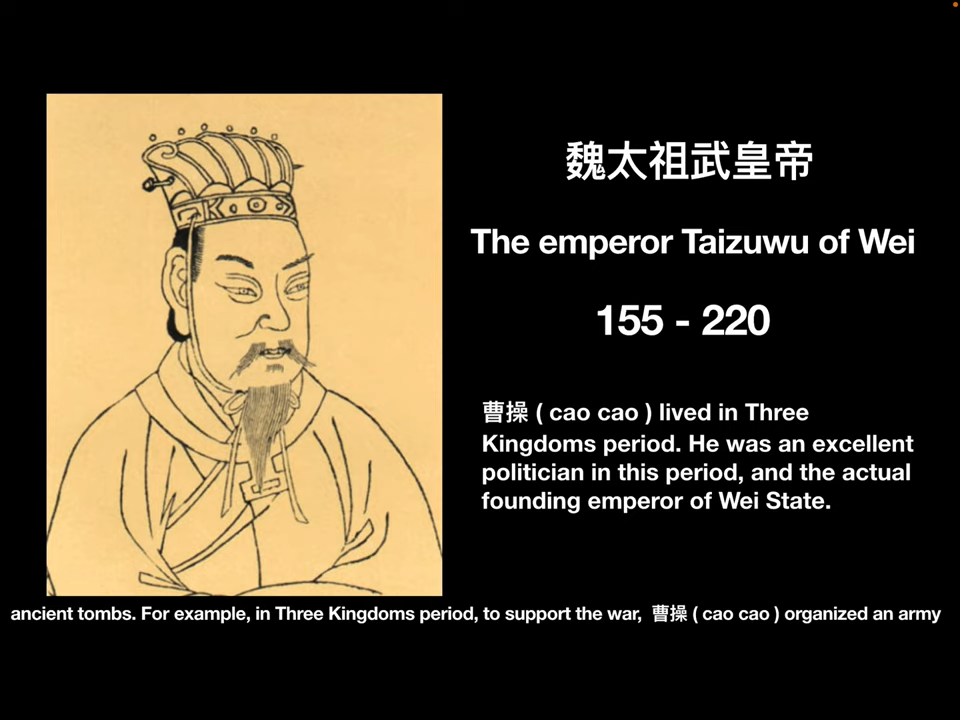 魏太祖武皇帝
The emperor Taizuwu of Wei
155 - 220
曹操 ( cao cao ) lived in Three
Kingdoms period. He was an excellent
politician in this period, and the actual
founding emperor of Wei State.
ancient tombs. For example, in Three Kingdoms period, to support the war, 曹操 ( cao cao ) organized an army